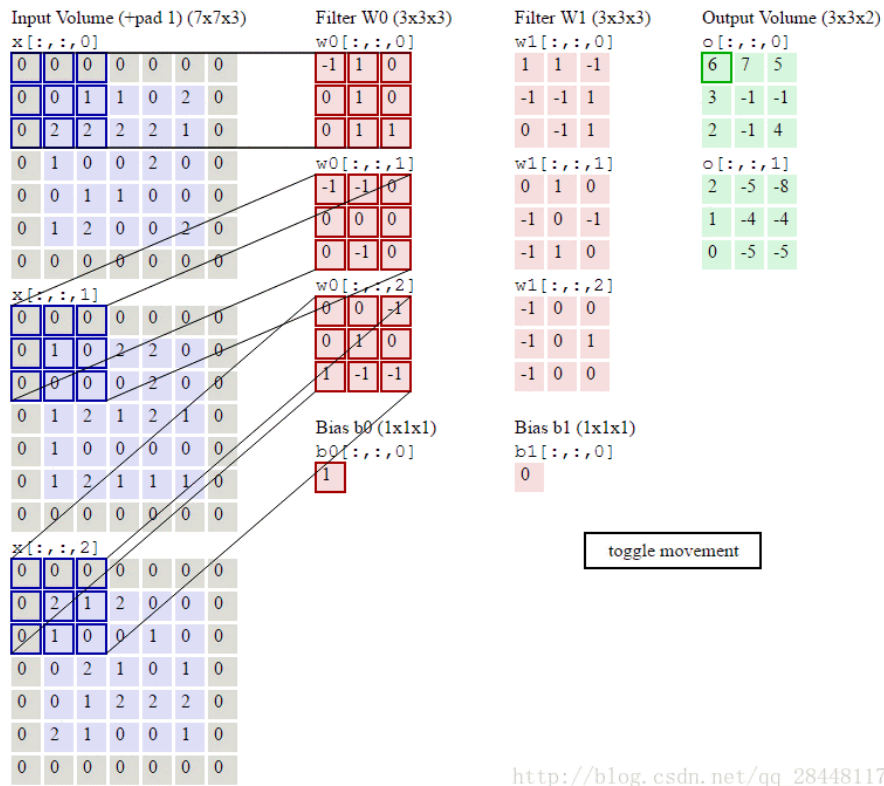 Input Volume (+pad 1) (7x7x3)
x[:,:,0]
0 0 0 0 0 0 0
0 0 1 1 0 2 0
0 2 2 2 2 1 0
0 1 0 0 2 0 0
0 0 1 1 0 0 0
0 1 2 0 0 2 0
0 0 0 0 0 0 0
x[:,:,1]
0 0 0 0 0 0 0
0 1 0 2 2 0 0
0 0 0 0 2 0 0
0 1 2 1 2 1 0
0 1 0 0 0 0 0
0 1 2 1 1 1 0
0 0 0 0 0 0 0
x[:,:,2]
0 0 0 0 0 0 0
0 2 1 2 0 0 0
0 1 0 0 1 0 0
0 0 2 1 0 1 0
0 0 1 2 2 2 0
0 2 1 0 0 1 0
0 0 0 0 0 0 0
Filter W0 (3x3x3)
w0[:,:,0]
-1 1 0
0 1 0
0 1 1
w0[:,:,1]
-1 -1 0
0 0 0
0 -1 0
w0[:,:,2]
0 0 -1
0 1 0
1 -1 -1
Bias b0 (1x1x1)
b0[:,:,0]
1
Filter W1 (3x3x3)
w1[:,:,0]
1 1 -1
-1 -1 1
0 -1 1
w1[:,:,1]
0 1 0
-1 0 -1
-1 1 0
w1[:,:,2]
-1 0 0
-1 0 1
-1 0 0
Bias b1 (1x1x1)
b1[:,:,0]
0
Output Volume (3x3x2)
o[:,:,0]
6 7 5
3 -1 -1
2 -1 4
o[:,:,1]
2 -5 -8
1 -4 -4
0 -5 -5
toggle movement
http://blog.csdn.net/qq_28448117